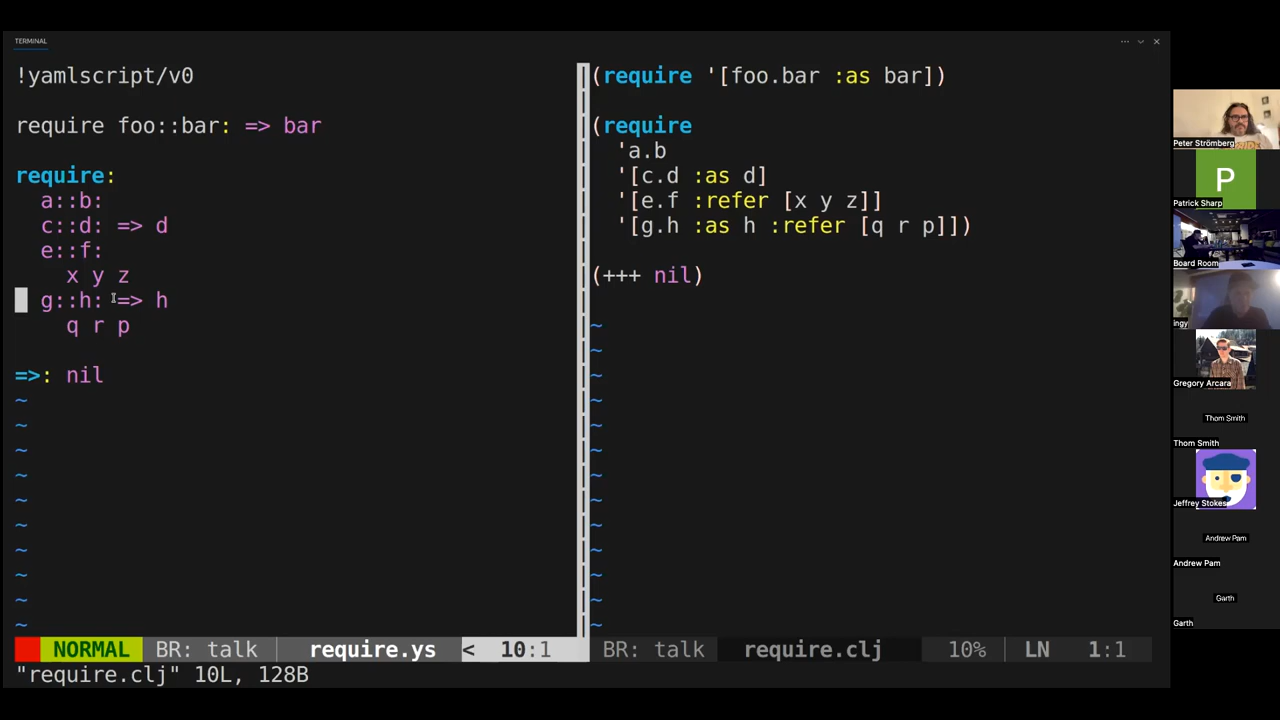 TERMINAL
!yamlscript/v0
require foo::bar: => bar
require:
a::b:
c::d: => d
e::f:
x y z
g::h: => h
q r p
=>: nil
~
~
~
~
~
~
~
~
~
~
NORMAL BR: talk require.ys < 10:1
"require.clj" 10L, 128B
(require '[foo.bar :as bar])
(require
'a.b
'[c.d :as d]
'[e.f :refer [x y z]]
'[g.h :as h :refer [q r p]])
(+++ nil)
~
~
~
~
~
~
~
~
~
~
~
~
BR: talk require.clj 10% LN 1:1
Peter Strömberg
P
Patrick Sharp
Board Room
ingy
Gregory Arcara
Thom Smith
Thom Smith
Jeffrey Stokes
Andrew Pam
Andrew Pam
Garth
Garth